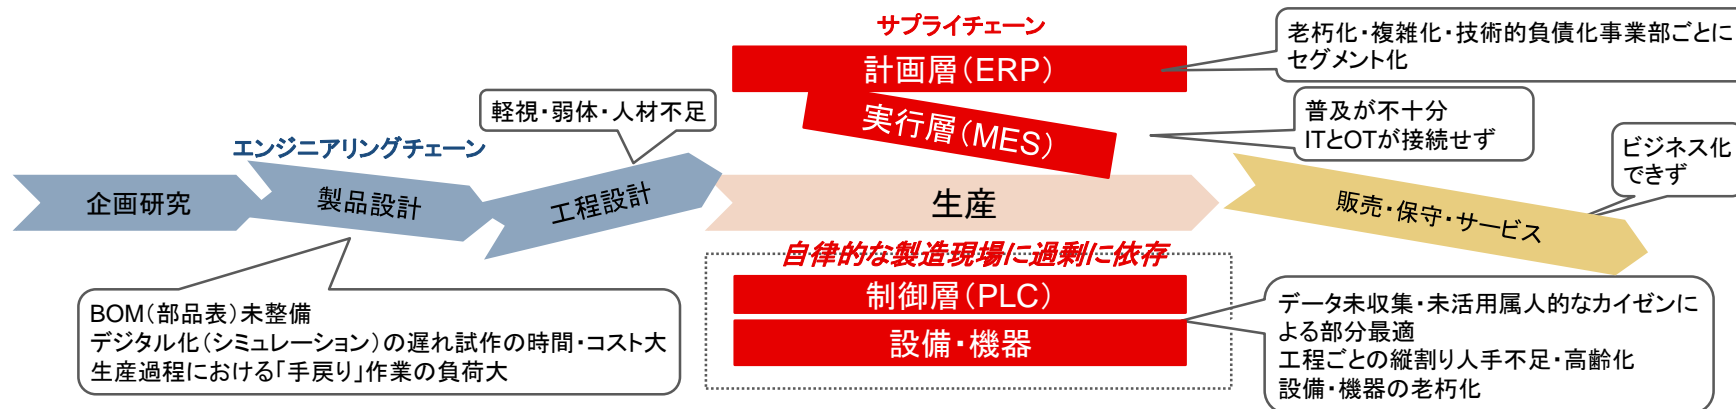 サプライチェーン
計画層(ERP)
老朽化・複雑化・技術的負債化事業部ごとに
セグメント化
実行層(MES)
普及が不十分
ITとOTが接続せず
軽視・弱体・人材不足
エンジニアリングチェーン
企画研究
製品設計
工程設計
生産
販売・保守・サービス
ビジネス化
できず
自律的な製造現場に過剰に依存
制御層(PLC)
設備・機器
BOM(部品表)未整備
デジタル化(シミュレーション)の遅れ試作の時間・コスト大
生産過程における「手戻り」作業の負荷大
データ未収集・未活用属人的なカイゼンに
よる部分最適
工程ごとの縦割り人手不足・高齢化
設備・機器の老朽化